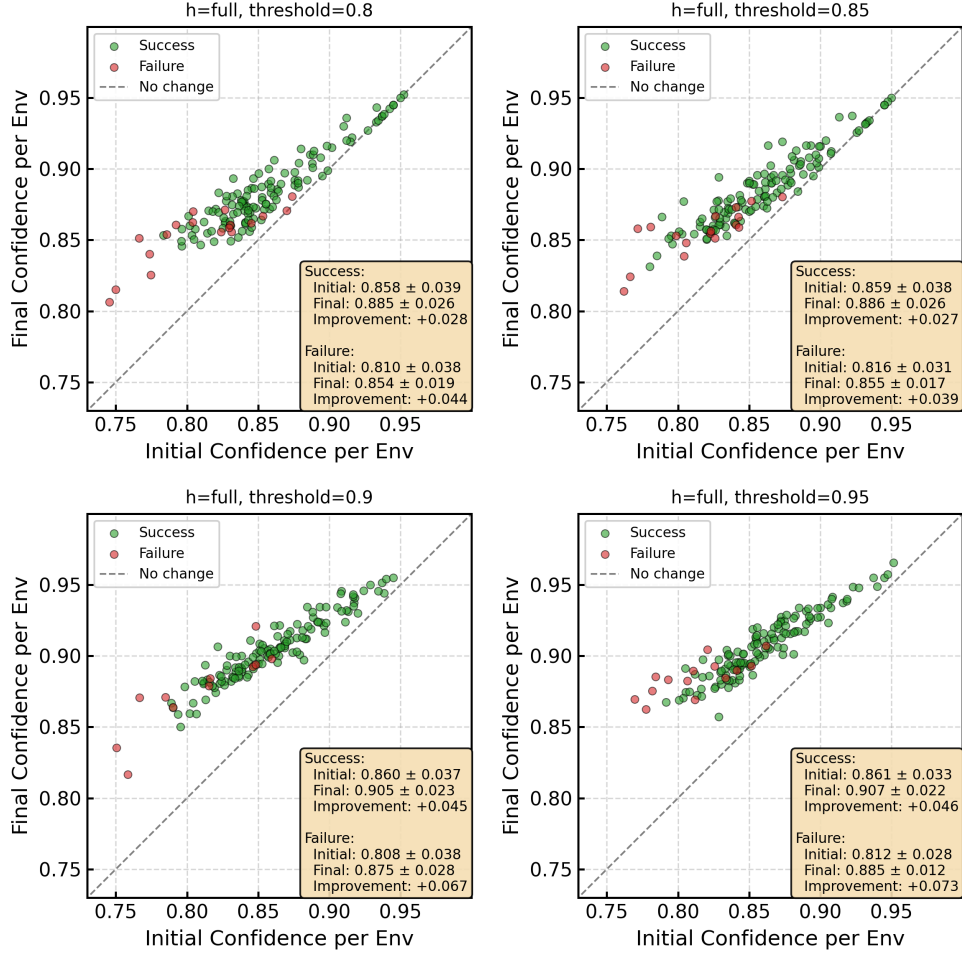 h=full, threshold=0.8
Success
Failure
No change
Final Confidence per Env
0.95
0.90
0.85
0.80
0.75
Success:
Initial: 0.858 ± 0.039
Final: 0.885 ± 0.026
Improvement: +0.028
Failure:
Initial: 0.810 ± 0.038
Final: 0.854 ± 0.019
Improvement: +0.044
0.75 0.80 0.85 0.90 0.95
Initial Confidence per Env
h=full, threshold=0.85
Success
Failure
No change
Final Confidence per Env
0.95
0.90
0.85
0.80
0.75
Success:
Initial: 0.859 ± 0.038
Final: 0.886 ± 0.026
Improvement: +0.027
Failure:
Initial: 0.816 ± 0.031
Final: 0.855 ± 0.017
Improvement: +0.039
0.75 0.80 0.85 0.90 0.95
Initial Confidence per Env
h=full, threshold=0.9
Success
Failure
No change
Final Confidence per Env
0.95
0.90
0.85
0.80
0.75
Success:
Initial: 0.860 ± 0.037
Final: 0.905 ± 0.023
Improvement: +0.045
Failure:
Initial: 0.808 ± 0.038
Final: 0.875 ± 0.028
Improvement: +0.067
0.75 0.80 0.85 0.90 0.95
Initial Confidence per Env
h=full, threshold=0.95
Success
Failure
No change
Final Confidence per Env
0.95
0.90
0.85
0.80
0.75
Success:
Initial: 0.861 ± 0.033
Final: 0.907 ± 0.022
Improvement: +0.046
Failure:
Initial: 0.812 ± 0.028
Final: 0.885 ± 0.012
Improvement: +0.073
0.75 0.80 0.85 0.90 0.95
Initial Confidence per Env